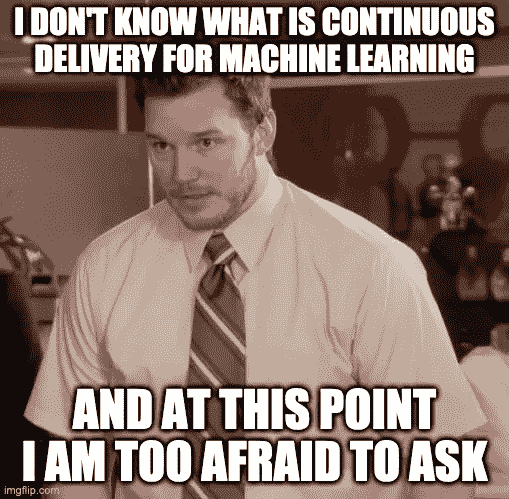 I DON'T KNOW WHAT IS CONTINUOUS
DELIVERY FOR MACHINE LEARNING
AND AT THIS POINT
I AM TOO AFRAID TO ASK
imgflip.com